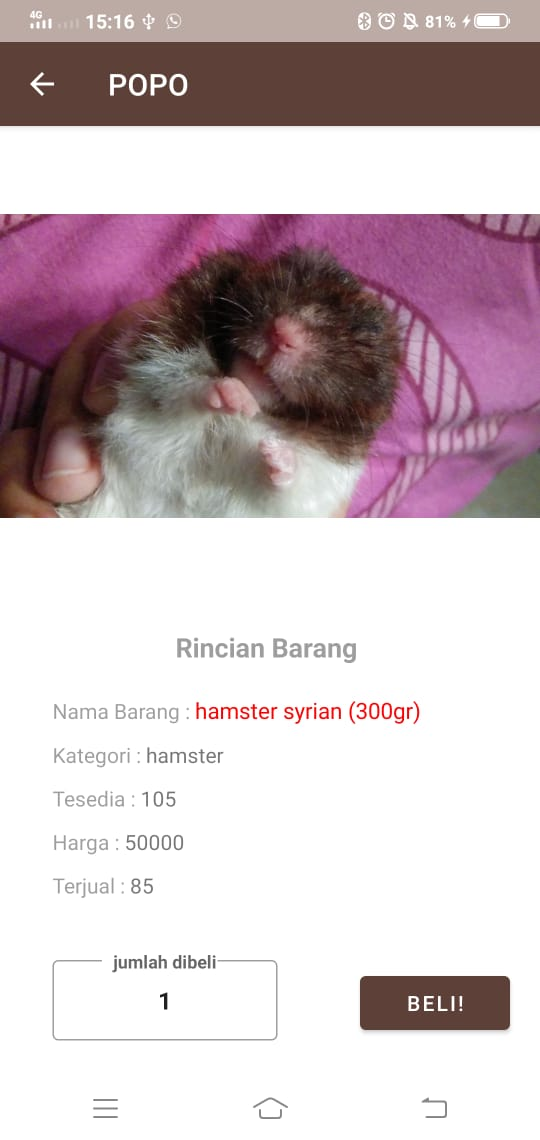 4G 15:16 81%
POPO
Rincian Barang
Nama Barang : hamster syrian (300gr)
Kategori : hamster
Tesedia : 105
Harga : 50000
Terjual : 85
jumlah dibeli
1
BELI!